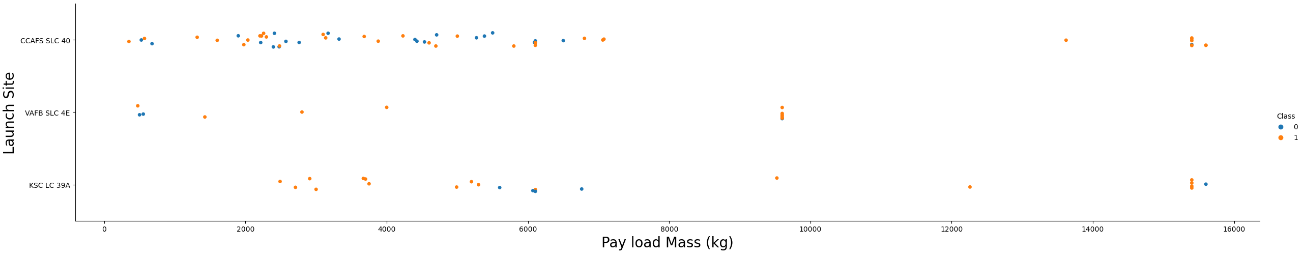 Launch Site
CCAFS SLC 40
VAFB SLC 4E
KSC LC 39A
0 2000 4000 6000 8000 10000 12000 14000 16000
Pay load Mass (kg)
Class
0
1